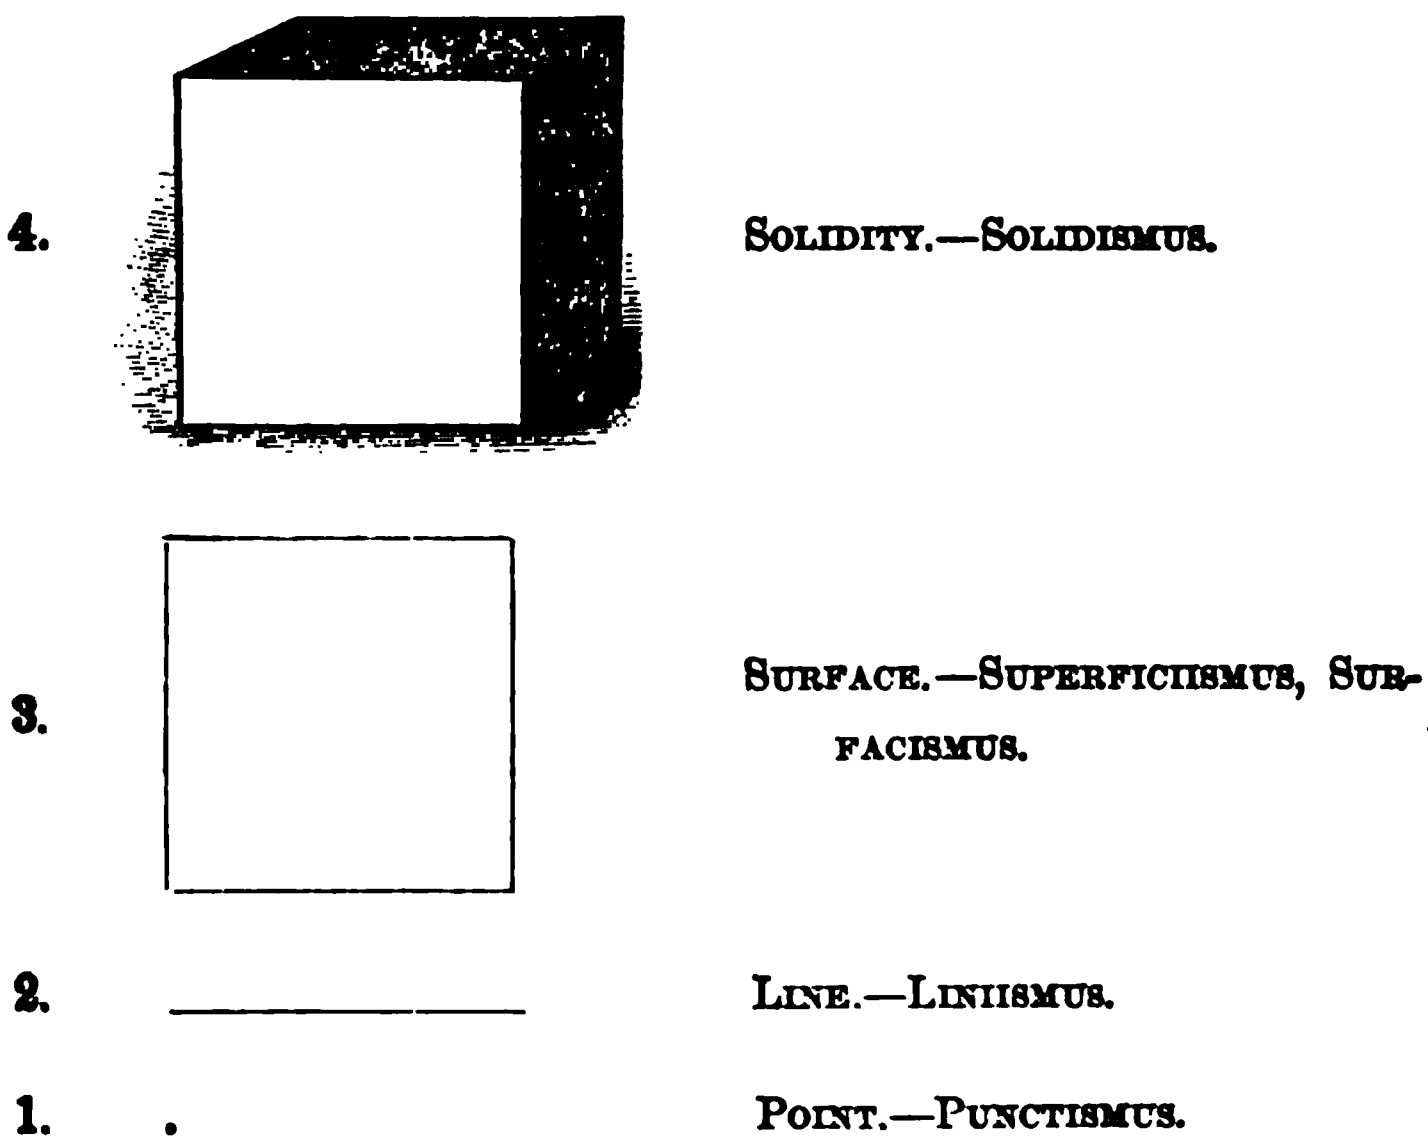 4. SOLIDITY.—SOLIDISMUS.
3. SURFACE.—SUPERFICIISMUS, SUR-
FACISMUS.
2. LINE.—LINIISMUS.
1. POINT.—PUNCTISMUS.